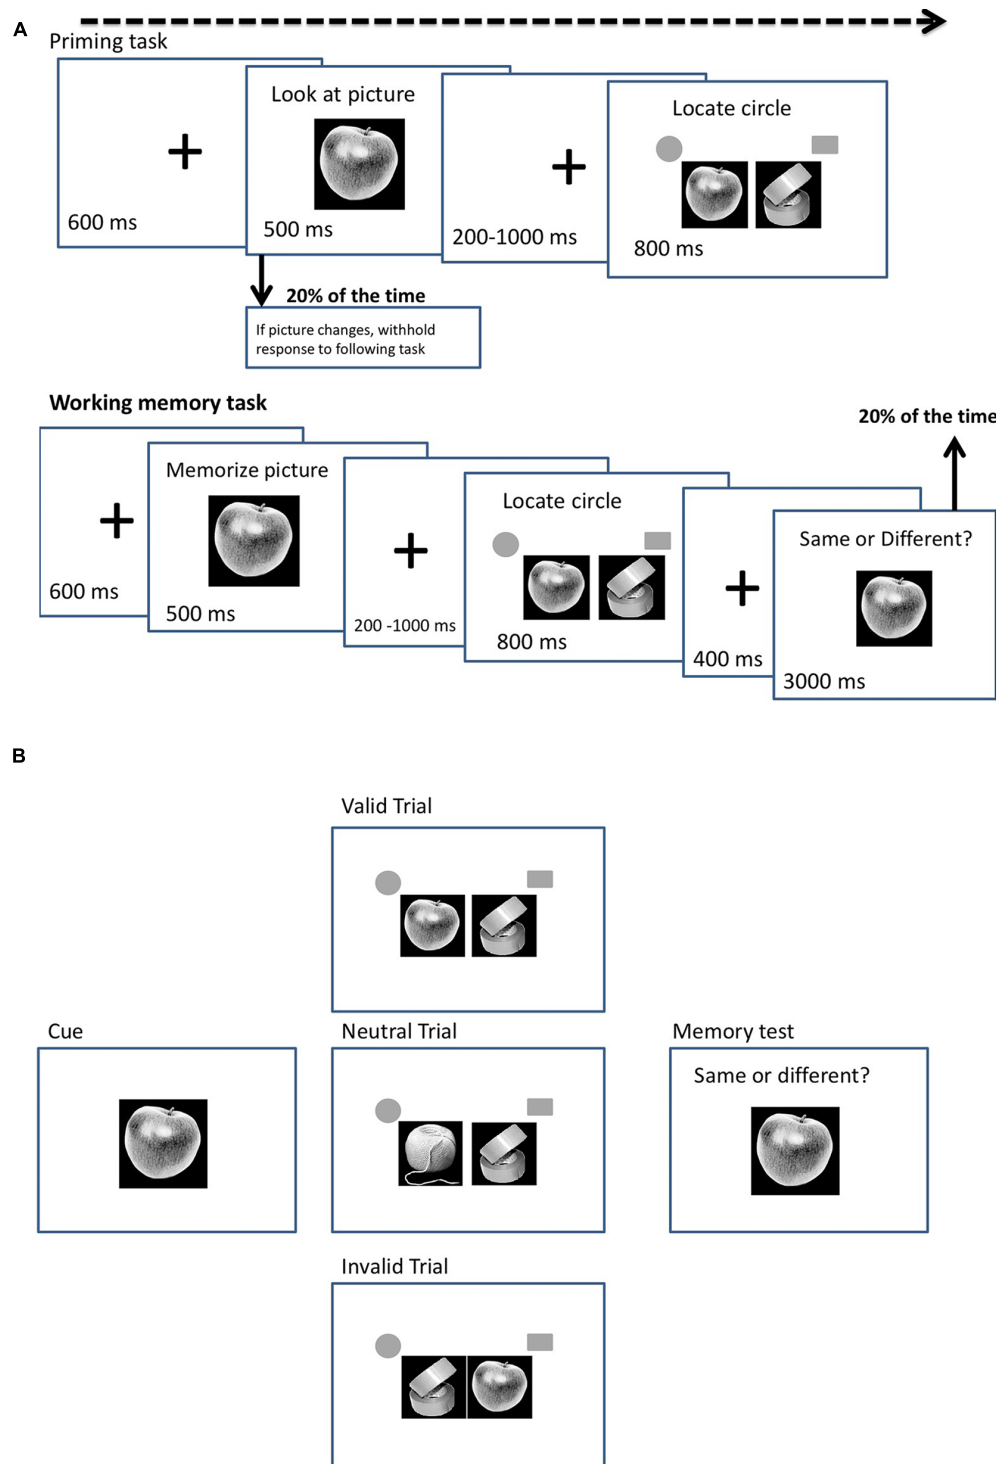 A
Priming task
Look at picture
Locate circle
600 ms
500 ms
200-1000 ms
800 ms
20% of the time
If picture changes, withhold
response to following task
Working memory task
20% of the time
Memorize picture
Locate circle
Same or Different?
600 ms
500 ms
200 -1000 ms
800 ms
400 ms
3000 ms
B
Valid Trial
Cue
Neutral Trial
Memory test
Same or different?
Invalid Trial